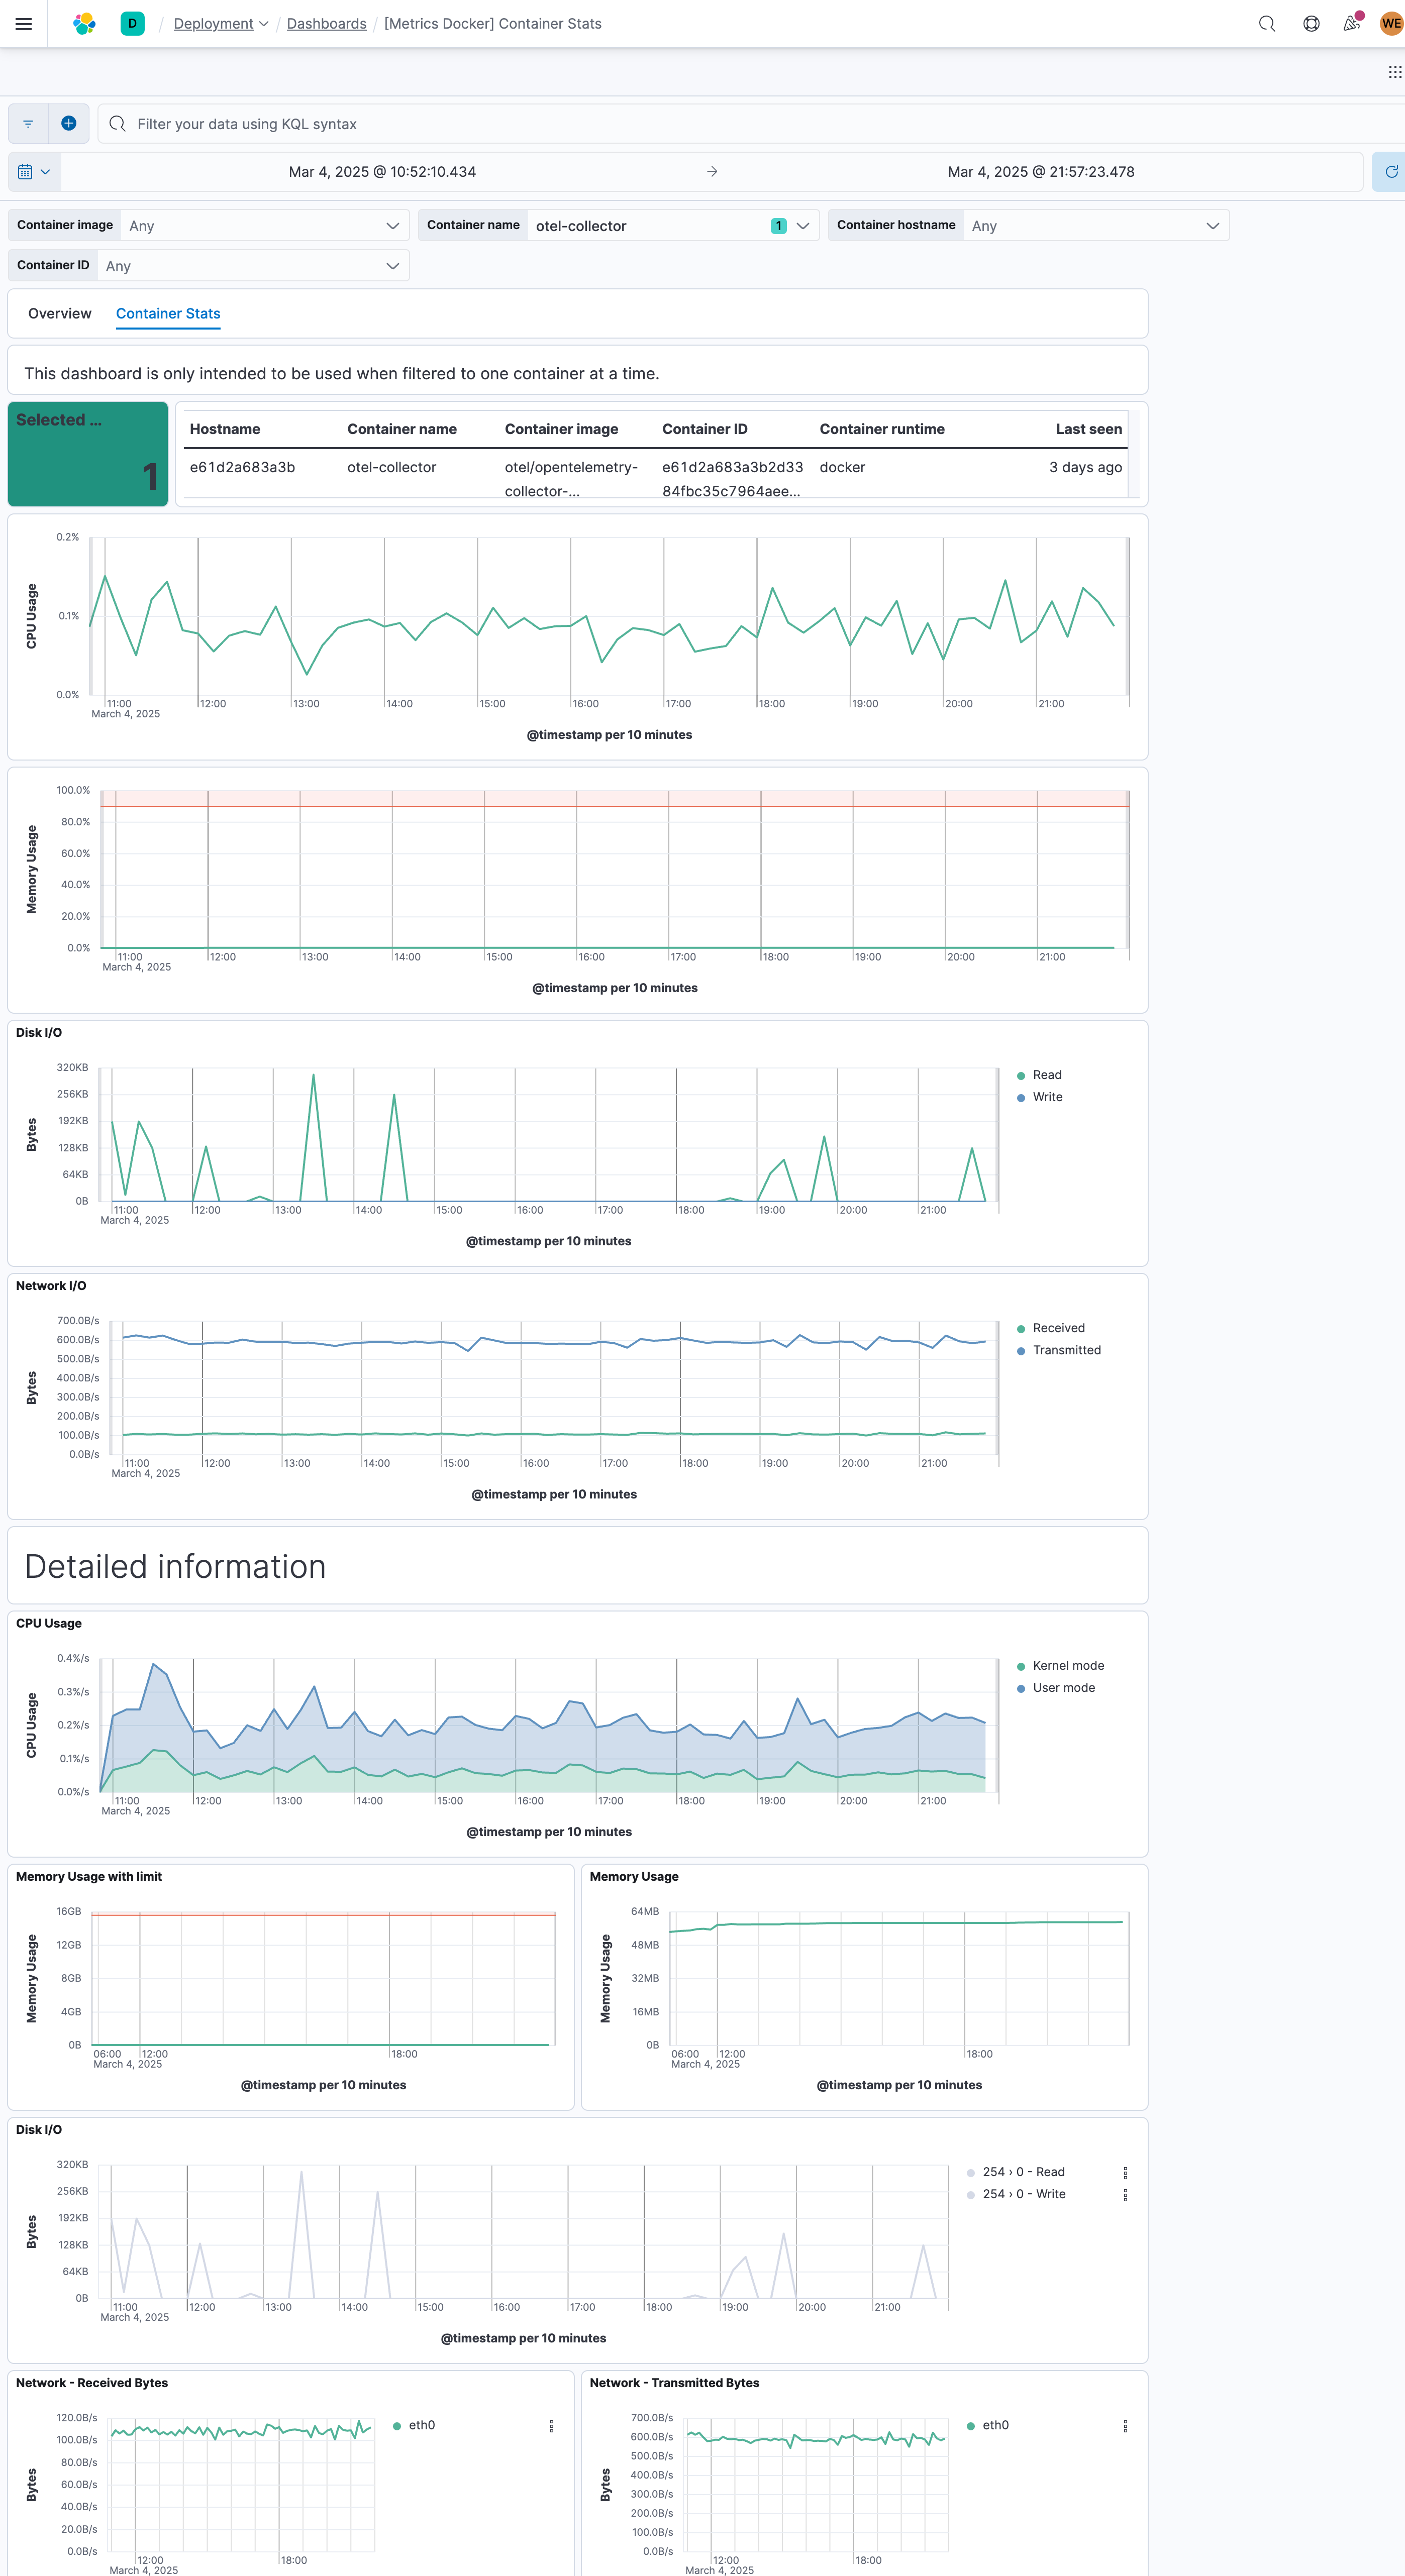 D / Deployment / Dashboards / [Metrics Docker] Container Stats WE
Filter your data using KQL syntax
Mar 4, 2025 @ 10:52:10.434 → Mar 4, 2025 @ 21:57:23.478
Container image Any Container name otel-collector 1 Container hostname Any
Container ID Any
Overview Container Stats
This dashboard is only intended to be used when filtered to one container at a time.
Selected ...
1
Hostname Container name Container image Container ID Container runtime Last seen
e61d2a683a3b otel-collector otel/opentelemetry- e61d2a683a3b2d33 docker 3 days ago
collector-... 84fbc35c7964aee...
CPU Usage
0.2%
0.1%
0.0%
11:00 12:00 13:00 14:00 15:00 16:00 17:00 18:00 19:00 20:00 21:00
March 4, 2025
@timestamp per 10 minutes
Memory Usage
100.0%
80.0%
60.0%
40.0%
20.0%
0.0%
11:00 12:00 13:00 14:00 15:00 16:00 17:00 18:00 19:00 20:00 21:00
March 4, 2025
@timestamp per 10 minutes
Disk I/O
Bytes
320KB
256KB
192KB
128KB
64KB
0B
11:00 12:00 13:00 14:00 15:00 16:00 17:00 18:00 19:00 20:00 21:00
March 4, 2025
@timestamp per 10 minutes
Read
Write
Network I/O
Bytes
700.0B/s
600.0B/s
500.0B/s
400.0B/s
300.0B/s
200.0B/s
100.0B/s
0.0B/s
11:00 12:00 13:00 14:00 15:00 16:00 17:00 18:00 19:00 20:00 21:00
March 4, 2025
@timestamp per 10 minutes
Received
Transmitted
Detailed information
CPU Usage
CPU Usage
0.4%/s
0.3%/s
0.2%/s
0.1%/s
0.0%/s
11:00 12:00 13:00 14:00 15:00 16:00 17:00 18:00 19:00 20:00 21:00
March 4, 2025
@timestamp per 10 minutes
Kernel mode
User mode
Memory Usage with limit
Memory Usage
16GB
12GB
8GB
4GB
0B
06:00 12:00 18:00
March 4, 2025
@timestamp per 10 minutes
Memory Usage
Memory Usage
64MB
48MB
32MB
16MB
0B
06:00 12:00 18:00
March 4, 2025
@timestamp per 10 minutes
Disk I/O
Bytes
320KB
256KB
192KB
128KB
64KB
0B
11:00 12:00 13:00 14:00 15:00 16:00 17:00 18:00 19:00 20:00 21:00
March 4, 2025
@timestamp per 10 minutes
254 › 0 - Read
254 › 0 - Write
Network - Received Bytes
Bytes
120.0B/s
100.0B/s
80.0B/s
60.0B/s
40.0B/s
20.0B/s
0.0B/s
12:00 18:00
March 4, 2025
eth0
Network - Transmitted Bytes
Bytes
700.0B/s
600.0B/s
500.0B/s
400.0B/s
300.0B/s
200.0B/s
100.0B/s
0.0B/s
12:00 18:00
March 4, 2025
eth0